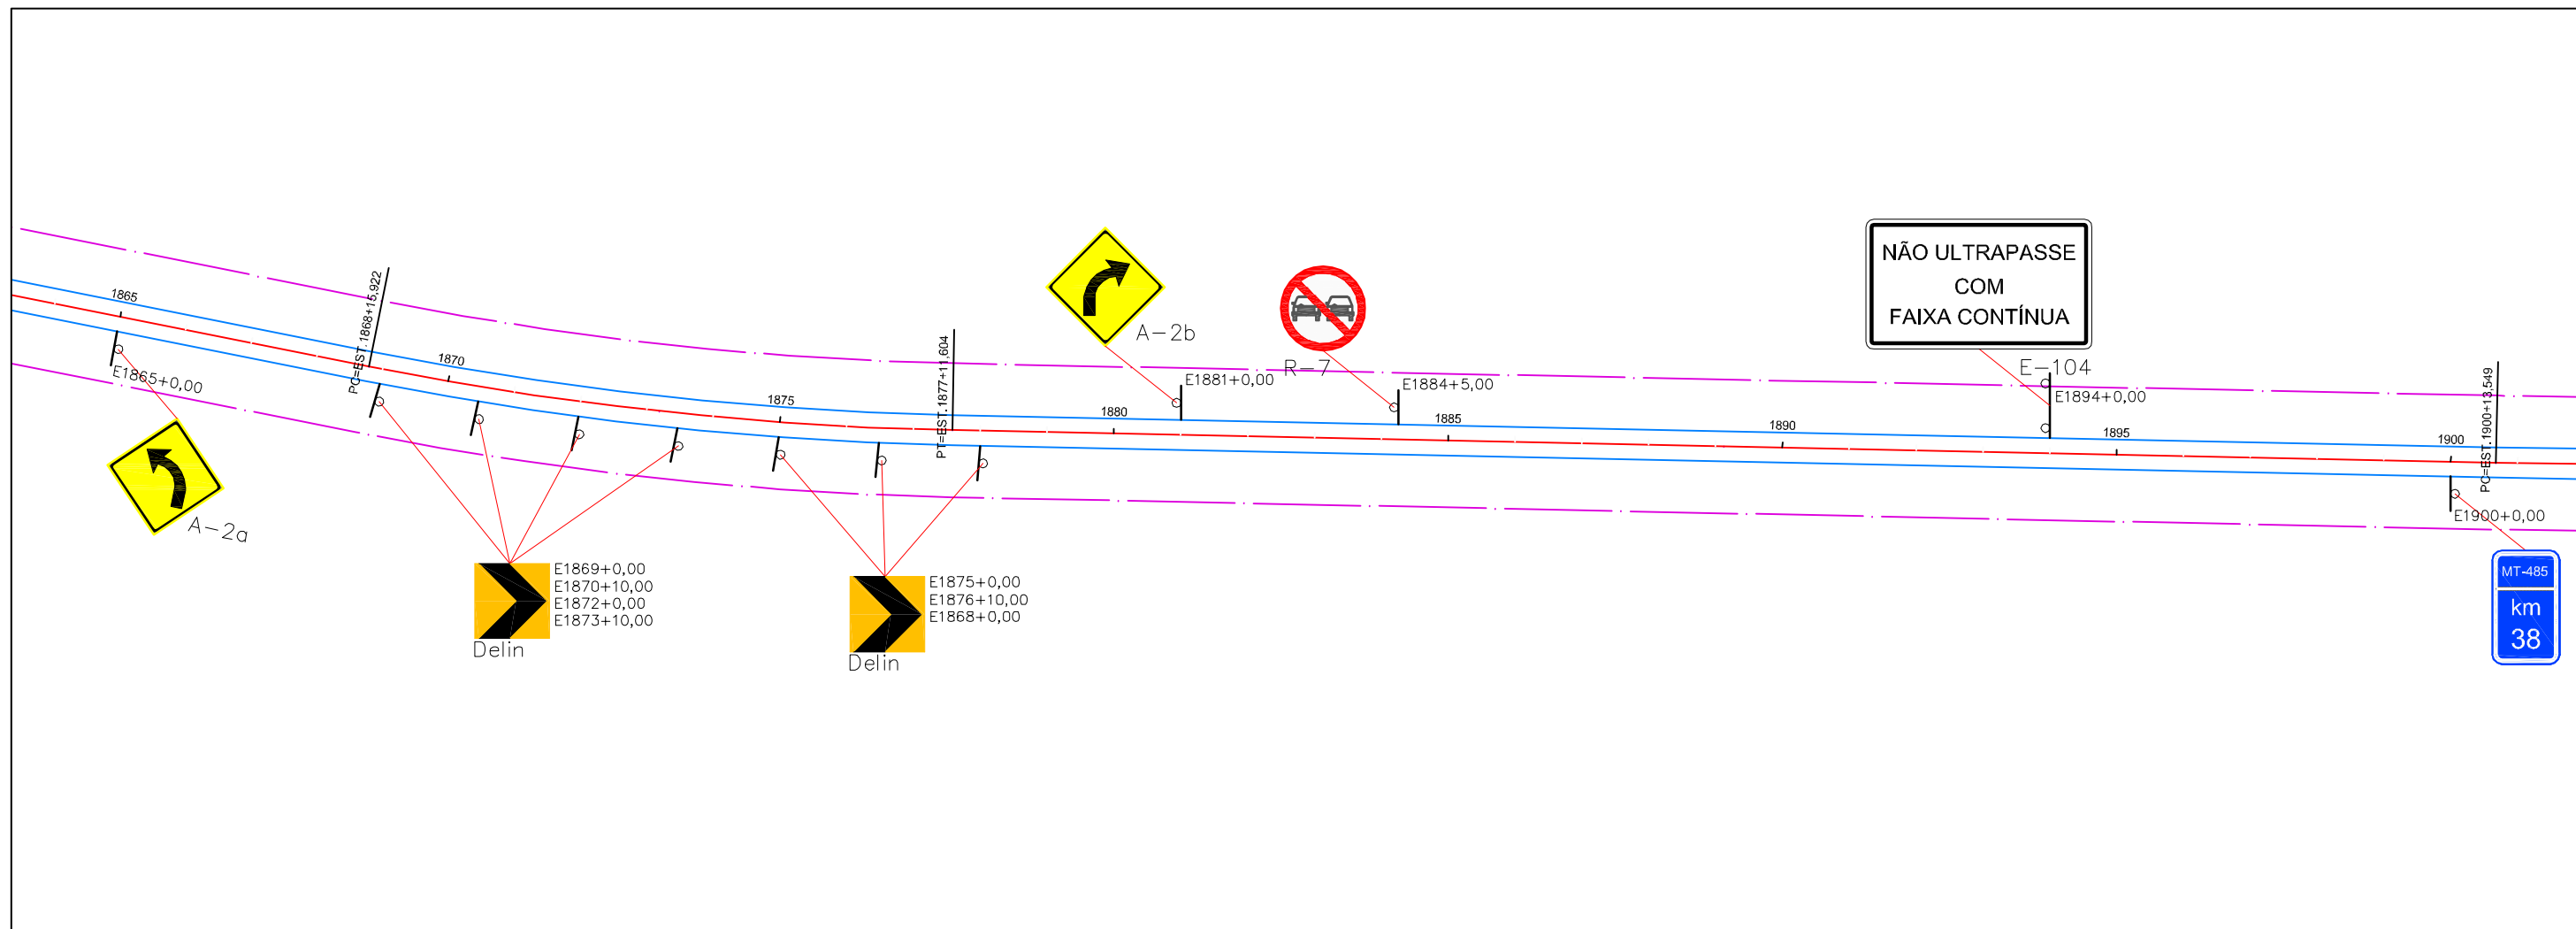 1865
E1865+0,00
A-2a
PC=EST.1868+15,922
1870
E1869+0,00
E1870+10,00
E1872+0,00
E1873+10,00
Delin
1875
E1875+0,00
E1876+10,00
E1868+0,00
Delin
PT=EST.1877+11,604
1880
A-2b
E1881+0,00
R-7
E1884+5,00
1885
1890
NÃO ULTRAPASSE
COM
FAIXA CONTÍNUA
E-104
E1894+0,00
1895
1900
PC=EST.1900+13,549
E1900+0,00
MT-485
km
38